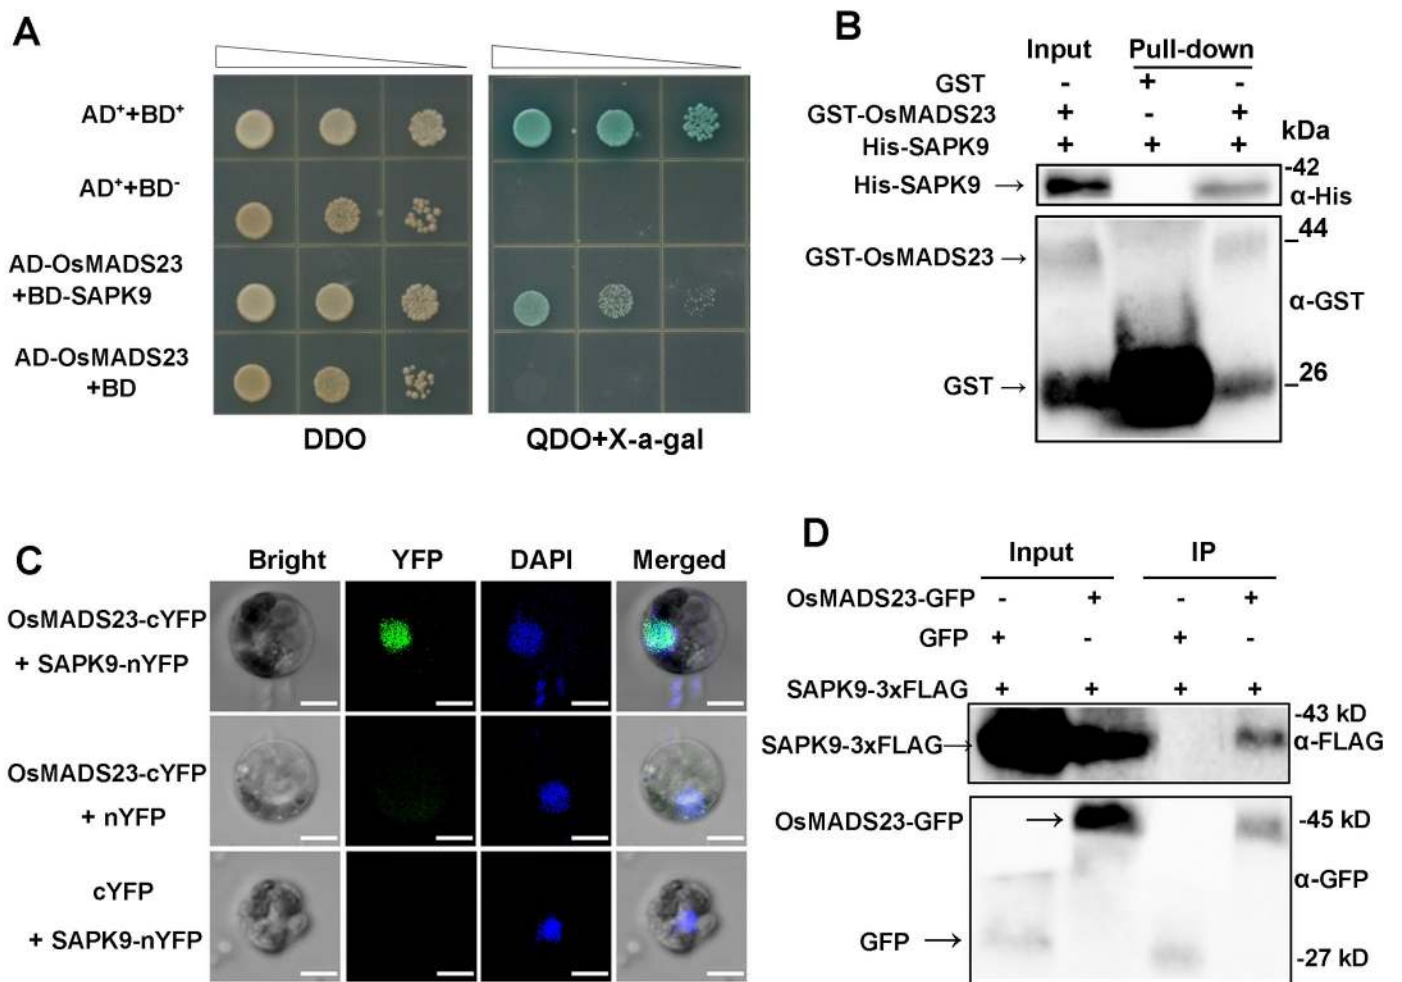 A
AD⁺+BD⁺
AD⁺+BD⁻
AD-OsMADS23
+BD-SAPK9
AD-OsMADS23
+BD
DDO
QDO+X-a-gal
B
Input Pull-down
GST - + -
GST-OsMADS23 + - +
His-SAPK9 + + +
kDa
His-SAPK9 →
-42
α-His
GST-OsMADS23 →
-44
α-GST
GST →
-26
C
Bright YFP DAPI Merged
OsMADS23-cYFP
+ SAPK9-nYFP
OsMADS23-cYFP
+ nYFP
cYFP
+ SAPK9-nYFP
D
Input IP
OsMADS23-GFP - + - +
GFP + - + -
SAPK9-3xFLAG + + + +
-43 kD
SAPK9-3xFLAG→
α-FLAG
OsMADS23-GFP →
-45 kD
α-GFP
GFP →
-27 kD